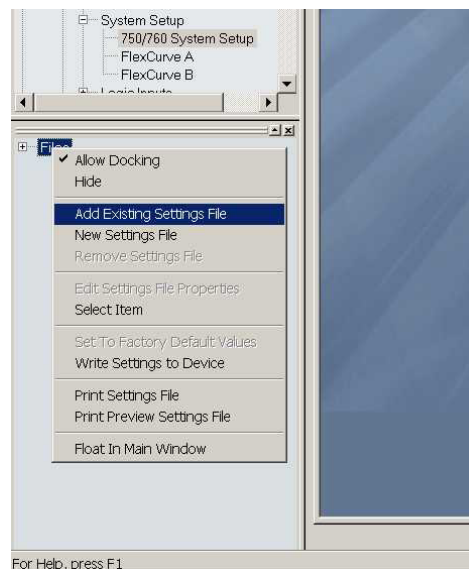 System Setup
750/760 System Setup
FlexCurve A
FlexCurve B
Logic Inputs
Files
Allow Docking
Hide
Add Existing Settings File
New Settings File
Remove Settings File
Edit Settings File Properties
Select Item
Set To Factory Default Values
Write Settings to Device
Print Settings File
Print Preview Settings File
Float In Main Window
For Help, press F1